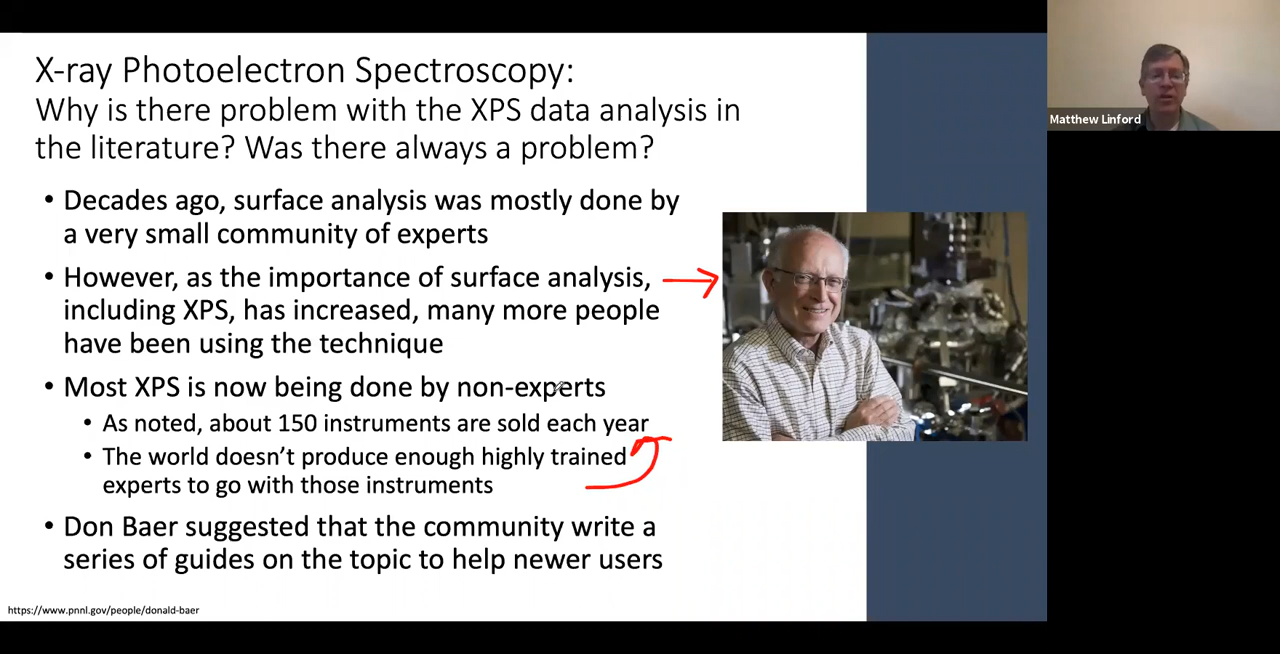 X-ray Photoelectron Spectroscopy:
Why is there problem with the XPS data analysis in
the literature? Was there always a problem?
• Decades ago, surface analysis was mostly done by
a very small community of experts
• However, as the importance of surface analysis,
including XPS, has increased, many more people
have been using the technique
• Most XPS is now being done by non-experts
• As noted, about 150 instruments are sold each year
• The world doesn't produce enough highly trained
experts to go with those instruments
• Don Baer suggested that the community write a
series of guides on the topic to help newer users
https://www.pnnl.gov/people/donald-baer
Matthew Linford